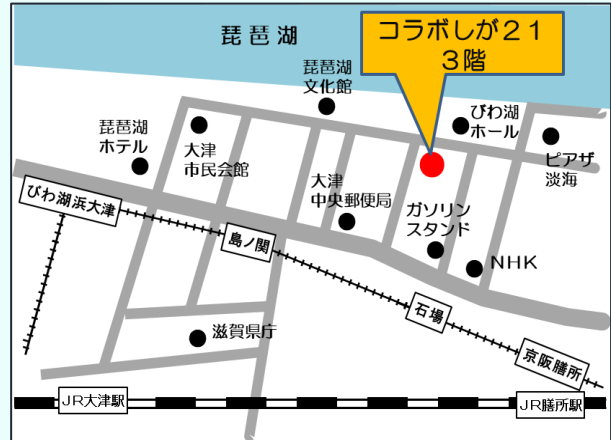 琵琶湖
コラボしが21
3階
琵琶湖
文化館
びわ湖
ホール
琵琶湖
ホテル
大津
市民会館
ピアザ
淡海
びわ湖浜大津
大津
中央郵便局
ガソリン
スタンド
島ノ関
NHK
石場
滋賀県庁
京阪膳所
JR大津駅
JR膳所駅